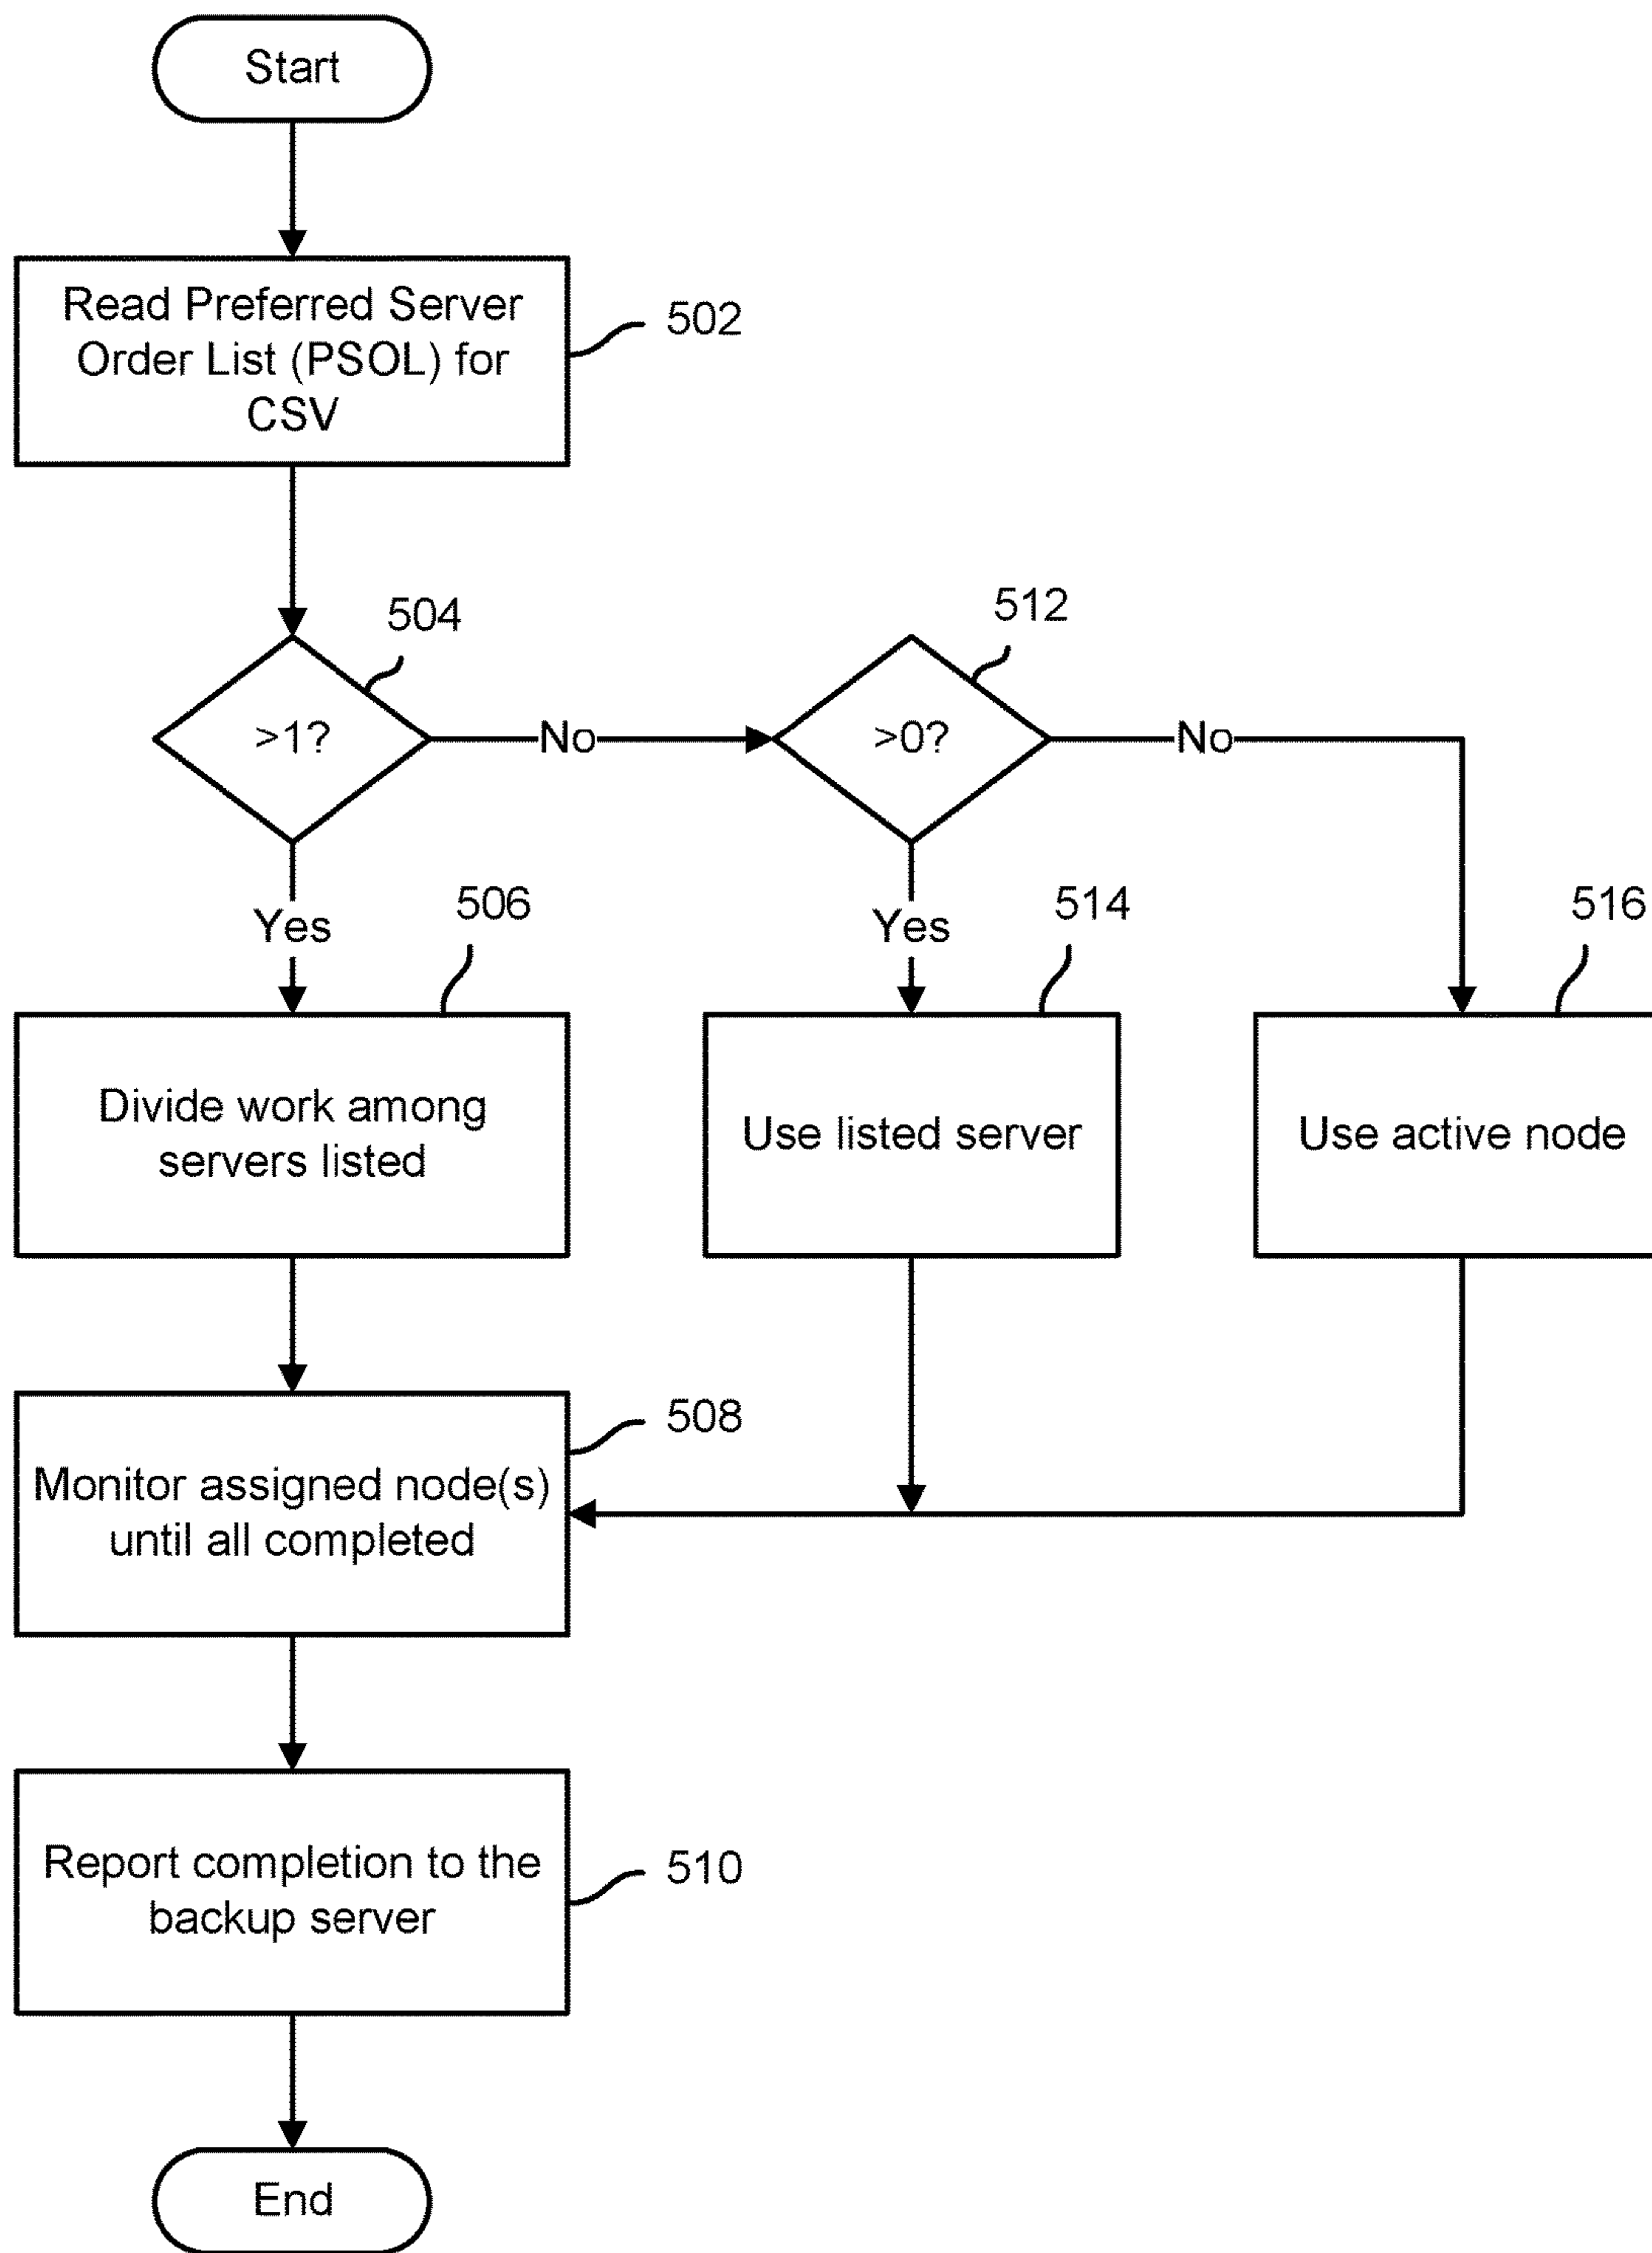 Start
Read Preferred Server
Order List (PSOL) for
CSV
502
504
512
>1?
No
>0?
No
Yes
506
Yes
514
516
Divide work among
servers listed
Use listed server
Use active node
508
Monitor assigned node(s)
until all completed
Report completion to the
backup server
510
End